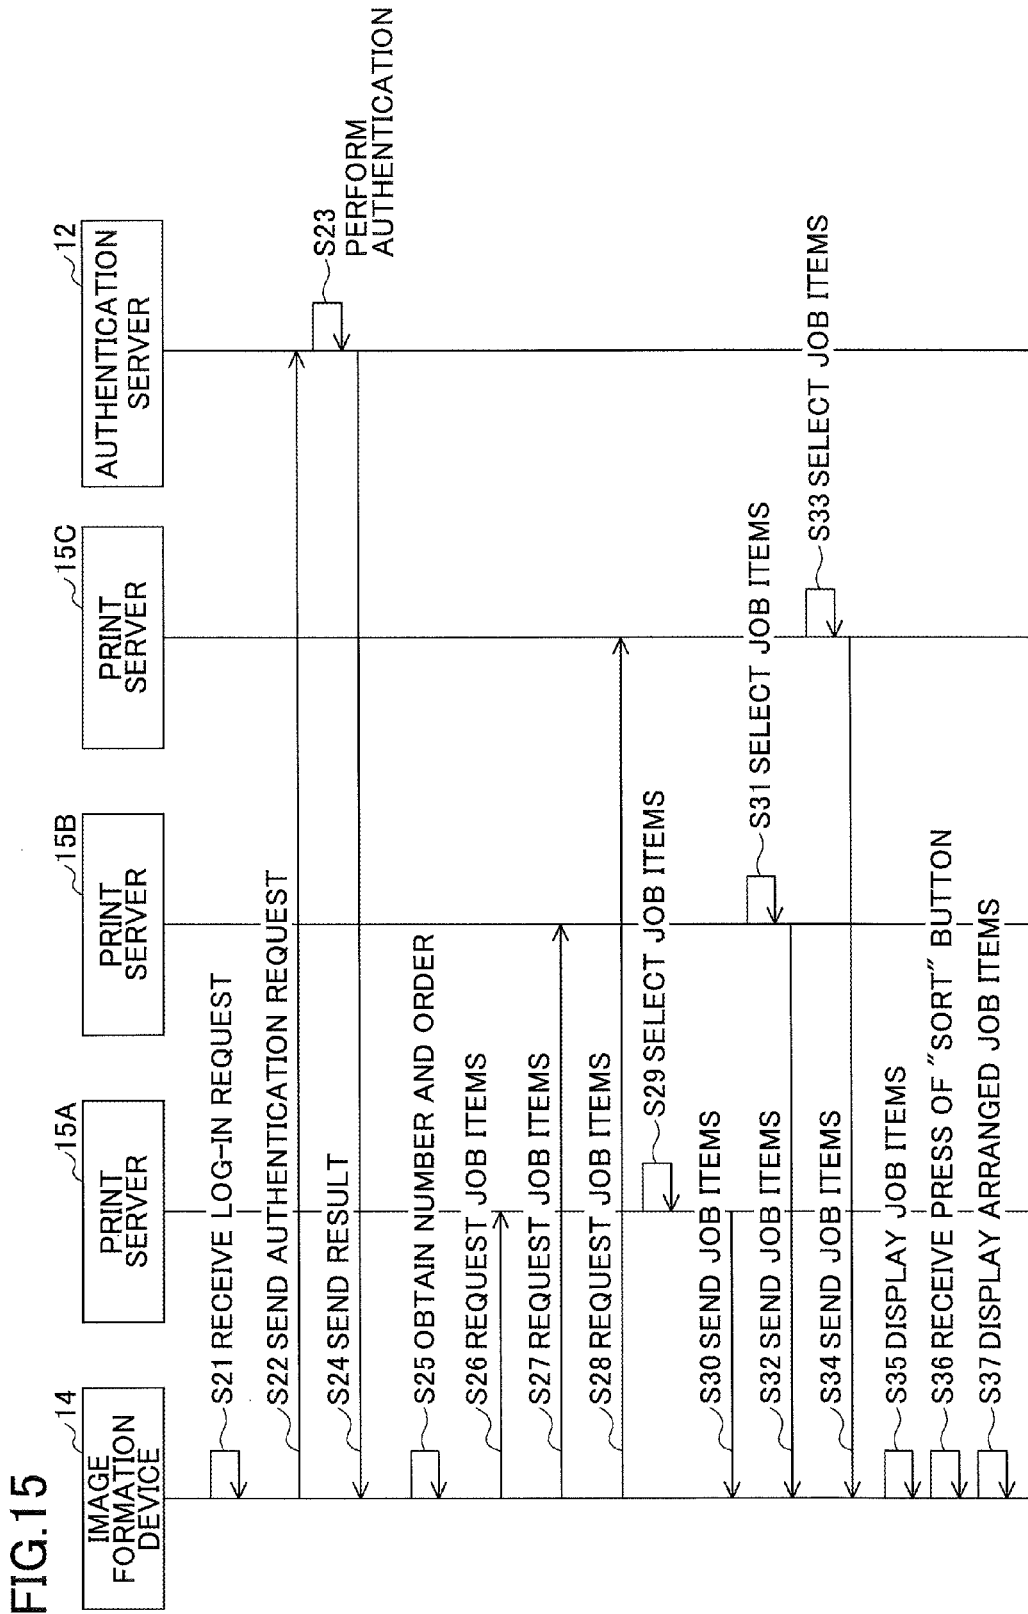 FIG.15
14
IMAGE
FORMATION
DEVICE
15A
PRINT
SERVER
15B
PRINT
SERVER
15C
PRINT
SERVER
12
AUTHENTICATION
SERVER
S21 RECEIVE LOG-IN REQUEST
S22 SEND AUTHENTICATION REQUEST
S23
PERFORM
AUTHENTICATION
S24 SEND RESULT
S25 OBTAIN NUMBER AND ORDER
S26 REQUEST JOB ITEMS
S27 REQUEST JOB ITEMS
S28 REQUEST JOB ITEMS
S29 SELECT JOB ITEMS
S30 SEND JOB ITEMS
S31 SELECT JOB ITEMS
S32 SEND JOB ITEMS
S33 SELECT JOB ITEMS
S34 SEND JOB ITEMS
S35 DISPLAY JOB ITEMS
S36 RECEIVE PRESS OF "SORT" BUTTON
S37 DISPLAY ARRANGED JOB ITEMS